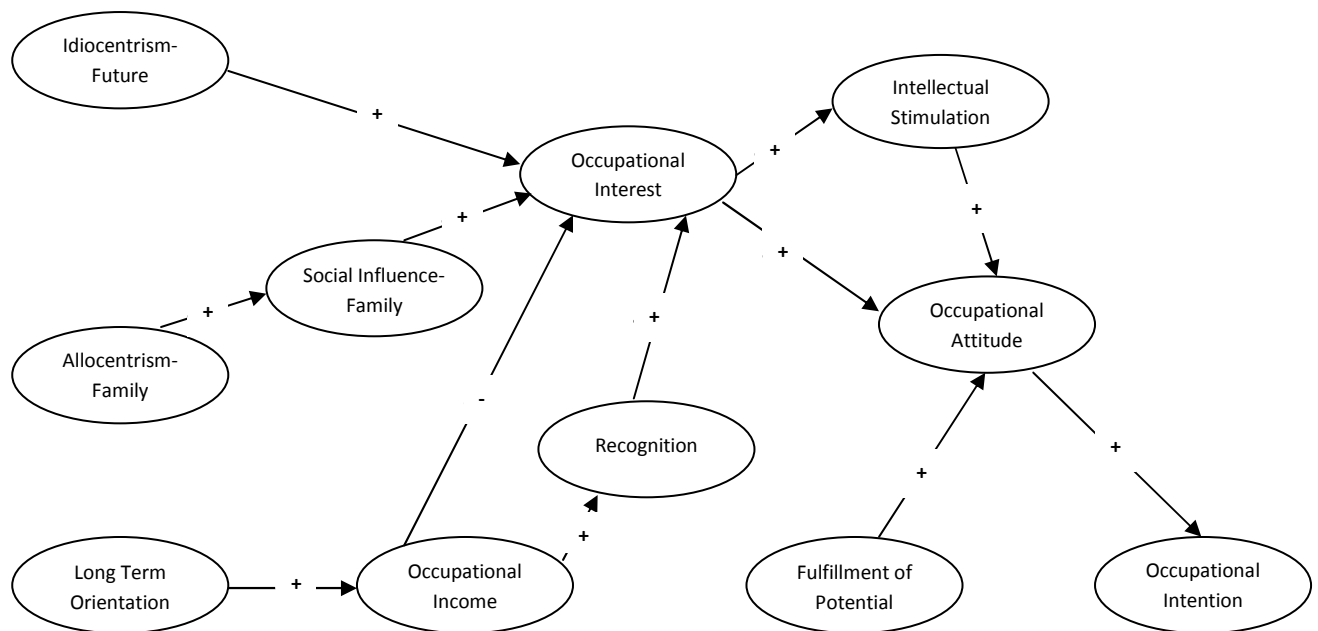 Idiocentrism-
Future
+
Intellectual
Stimulation
+
Occupational
Interest
+
+
+
Social Influence-
Family
+
Occupational
Attitude
+
+
Allocentrism-
Family
-
Recognition
+
+
+
Long Term
Orientation
+
Occupational
Income
Fulfillment of
Potential
Occupational
Intention